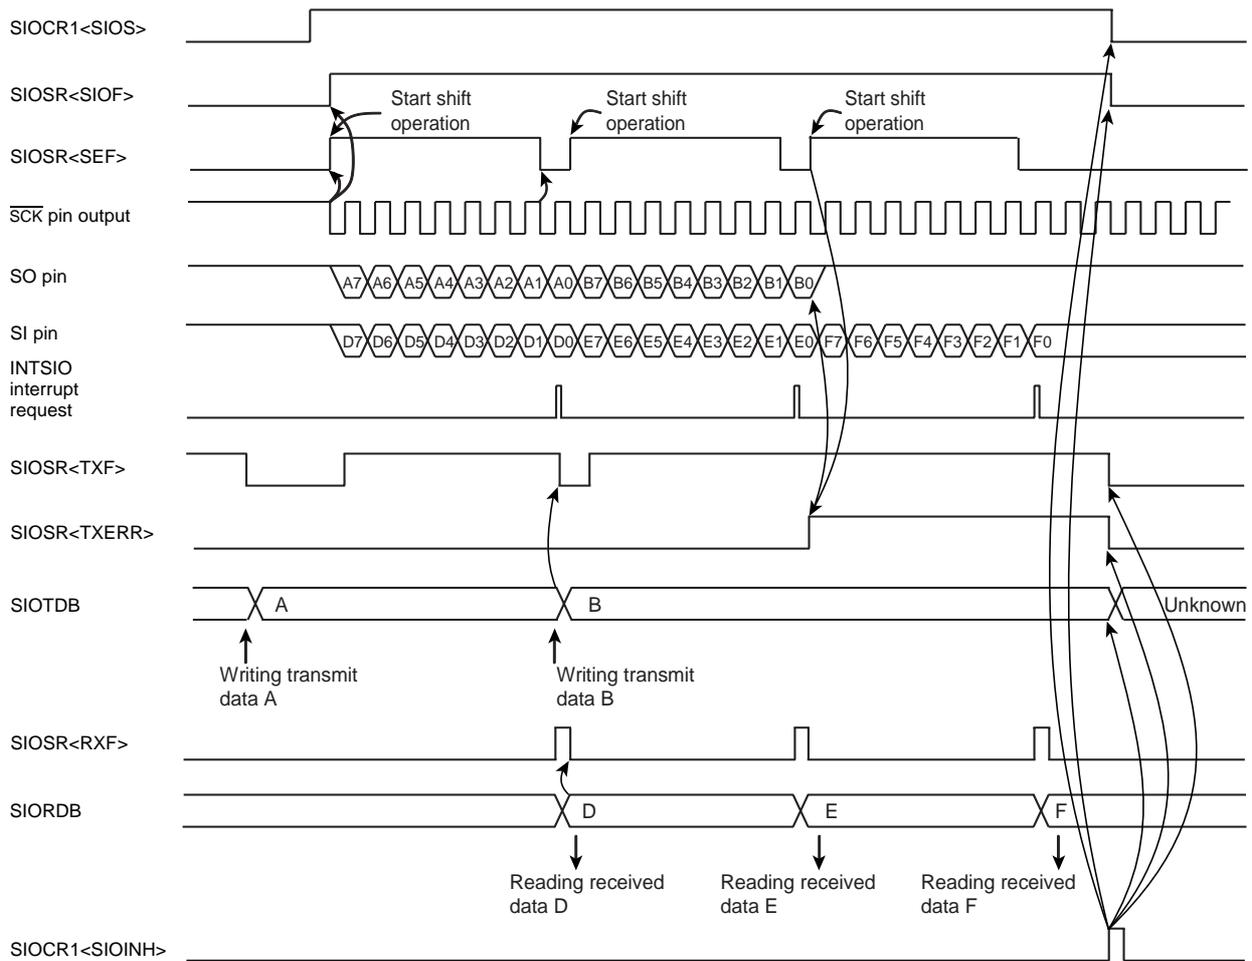 SIOCR1<SIOS>
SIOSR<SIOF>
Start shift
operation
Start shift
operation
Start shift
operation
SIOSR<SEF>
SCK pin output
SO pin
A7 A6 A5 A4 A3 A2 A1 A0 B7 B6 B5 B4 B3 B2 B1 B0
SI pin
D7 D6 D5 D4 D3 D2 D1 D0 E7 E6 E5 E4 E3 E2 E1 E0 F7 F6 F5 F4 F3 F2 F1 F0
INTSIO
interrupt
request
SIOSR<TXF>
SIOSR<TXERR>
SIOTDB
A
B
Unknown
Writing transmit
data A
Writing transmit
data B
SIOSR<RXF>
SIORDB
D
E
F
Reading received
data D
Reading received
data E
Reading received
data F
SIOCR1<SIOINH>